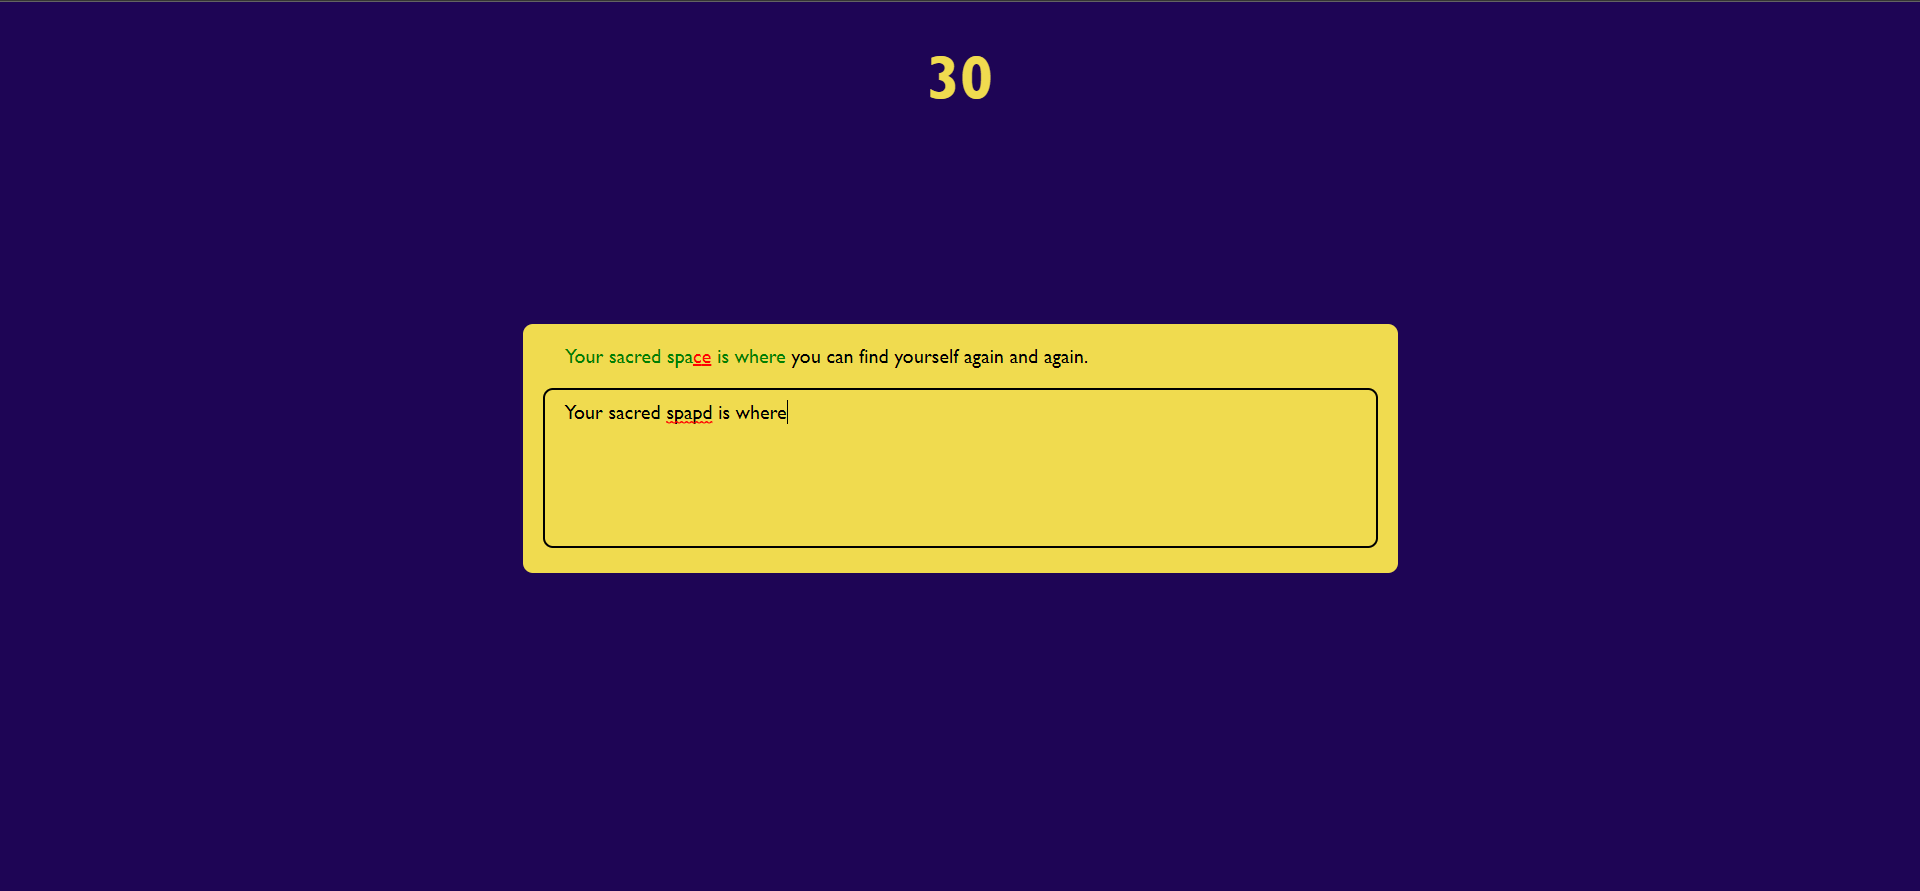 30
Your sacred space is where you can find yourself again and again.
Your sacred spapd is where